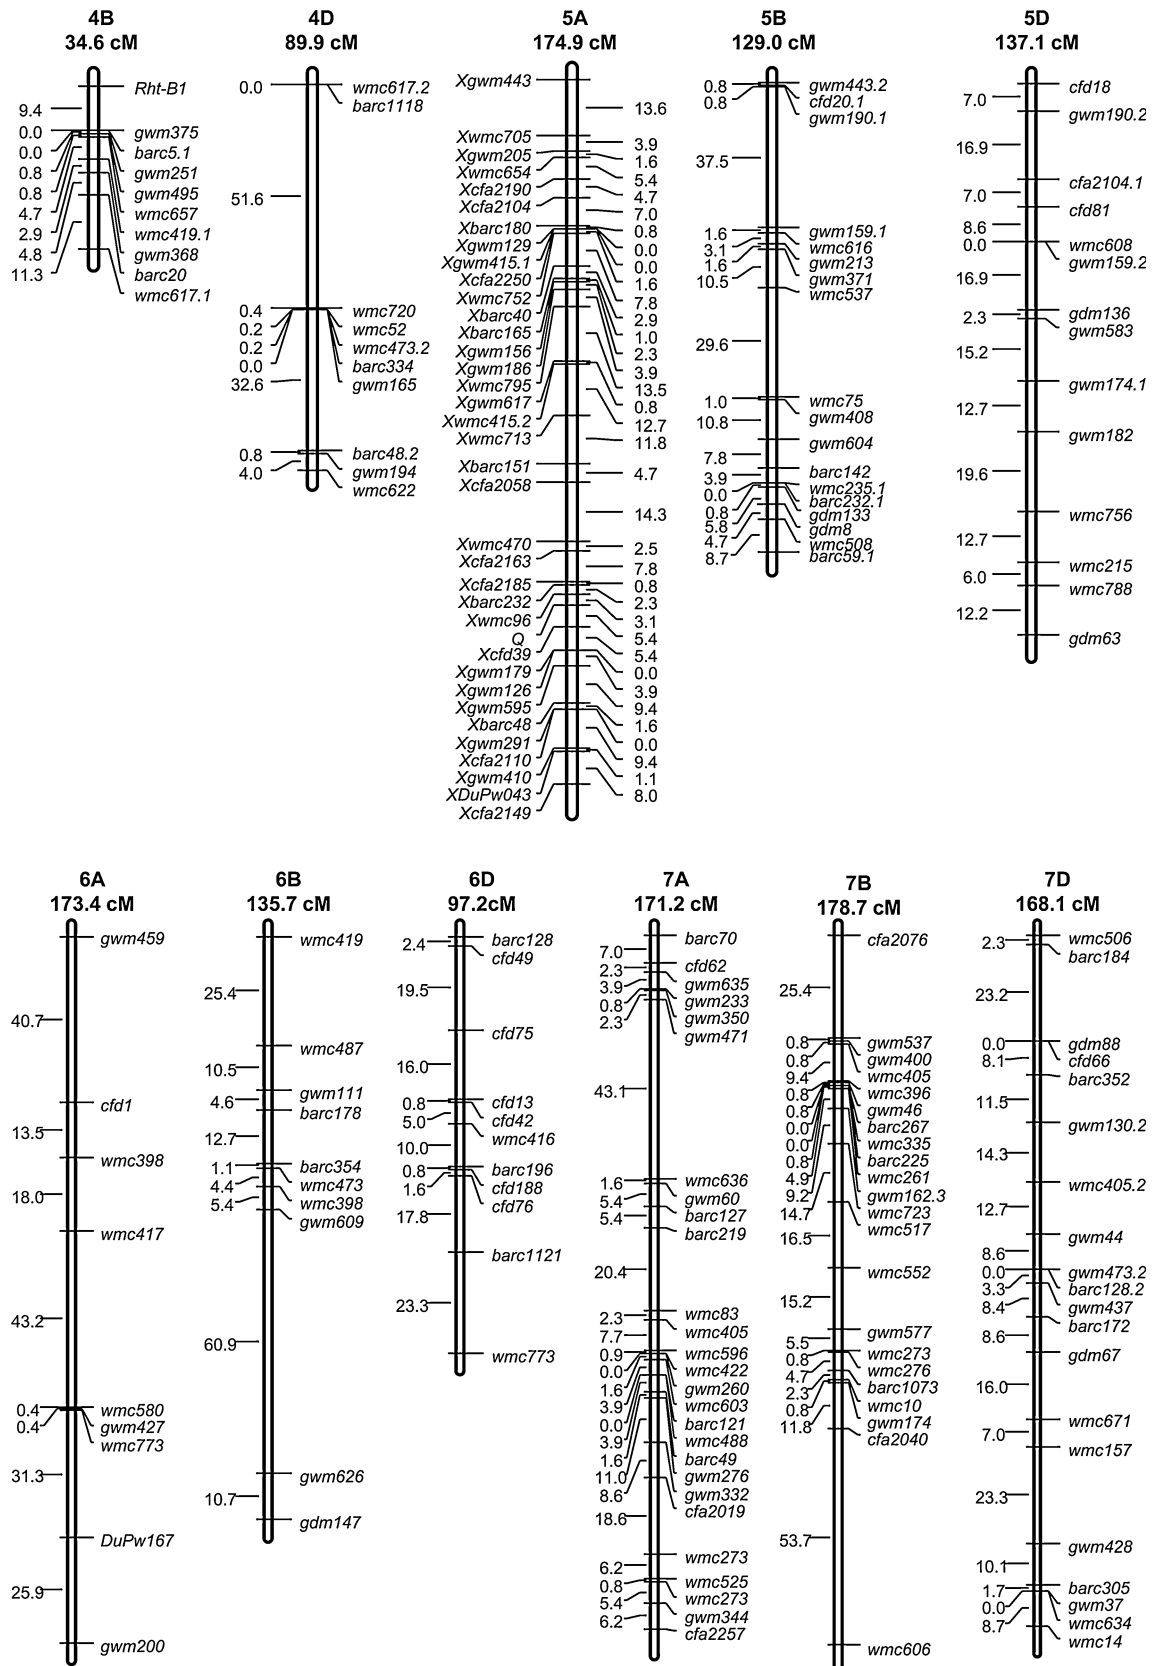 4B
34.6 cM
Rht-B1
9.4
0.0
gwm375
0.0
barc5.1
0.8
gwm251
0.8
gwm495
4.7
wmc657
2.9
wmc419.1
4.8
gwm368
11.3
barc20
wmc617.1
4D
89.9 cM
0.0
wmc617.2
barc1118
51.6
0.4
wmc720
0.2
wmc52
0.2
wmc473.2
0.0
barc334
32.6
gwm165
0.8
barc48.2
4.0
gwm194
wmc622
5A
174.9 cM
Xgwm443
13.6
Xwmc705
3.9
Xgwm205
1.6
Xwmc654
5.4
Xcfa2190
4.7
Xcfa2104
7.0
Xbarc180
0.8
Xgwm129
0.0
Xgwm415.1
0.0
Xcfa2250
1.6
Xwmc752
7.8
Xbarc40
2.9
Xbarc165
1.0
Xgwm156
2.3
Xgwm186
3.9
Xwmc795
13.5
Xgwm617
0.8
Xwmc415.2
12.7
Xwmc713
11.8
Xbarc151
4.7
Xcfa2058
14.3
Xwmc470
2.5
Xcfa2163
7.8
Xcfa2185
0.8
Xbarc232
2.3
Xwmc96
3.1
Q
5.4
Xcfd39
5.4
Xgwm179
0.0
Xgwm126
3.9
Xgwm595
9.4
Xbarc48
1.6
Xgwm291
0.0
Xcfa2110
9.4
Xgwm410
1.1
XDuPw043
8.0
Xcfa2149
5B
129.0 cM
0.8
gwm443.2
0.8
cfd20.1
gwm190.1
37.5
1.6
gwm159.1
3.1
wmc616
1.6
gwm213
10.5
gwm371
wmc537
29.6
1.0
wmc75
10.8
gwm408
gwm604
7.8
barc142
3.9
wmc235.1
0.0
barc232.1
0.8
gdm133
5.8
gdm8
4.7
wmc508
8.7
barc59.1
5D
137.1 cM
cfd18
7.0
gwm190.2
16.9
cfa2104.1
7.0
cfd81
8.6
0.0
wmc608
gwm159.2
16.9
gdm136
2.3
gwm583
15.2
gwm174.1
12.7
gwm182
19.6
wmc756
12.7
wmc215
6.0
wmc788
12.2
gdm63
6A
173.4 cM
gwm459
40.7
cfd1
13.5
wmc398
18.0
wmc417
43.2
0.4
wmc580
0.4
gwm427
wmc773
31.3
DuPw167
25.9
gwm200
6B
135.7 cM
wmc419
25.4
wmc487
10.5
gwm111
4.6
barc178
12.7
1.1
barc354
4.4
wmc473
5.4
wmc398
gwm609
60.9
gwm626
10.7
gdm147
6D
97.2cM
2.4
barc128
cfd49
19.5
cfd75
16.0
0.8
cfd13
5.0
cfd42
wmc416
10.0
0.8
barc196
1.6
cfd188
cfd76
17.8
barc1121
23.3
wmc773
7A
171.2 cM
barc70
7.0
2.3
cfd62
3.9
gwm635
0.8
gwm233
2.3
gwm350
gwm471
43.1
1.6
wmc636
5.4
gwm60
5.4
barc127
barc219
20.4
2.3
wmc83
7.7
wmc405
0.9
wmc596
0.0
wmc422
1.6
gwm260
3.9
wmc603
0.0
barc121
3.9
wmc488
1.6
barc49
11.0
gwm276
8.6
gwm332
cfa2019
18.6
wmc273
6.2
0.8
wmc525
5.4
wmc273
6.2
gwm344
cfa2257
7B
178.7 cM
cfa2076
25.4
0.8
gwm537
0.8
gwm400
9.4
wmc405
0.8
wmc396
0.8
gwm46
0.0
barc267
0.0
wmc335
0.8
barc225
4.9
wmc261
9.2
gwm162.3
14.7
wmc723
wmc517
16.5
wmc552
15.2
gwm577
5.5
0.8
wmc273
4.7
wmc276
2.3
barc1073
0.8
wmc10
11.8
gwm174
cfa2040
53.7
wmc606
7D
168.1 cM
2.3
wmc506
barc184
23.2
0.0
gdm88
8.1
cfd66
barc352
11.5
gwm130.2
14.3
wmc405.2
12.7
gwm44
8.6
0.0
gwm473.2
3.3
barc128.2
8.4
gwm437
barc172
8.6
gdm67
16.0
wmc671
7.0
wmc157
23.3
gwm428
10.1
1.7
barc305
0.0
gwm37
8.7
wmc634
wmc14